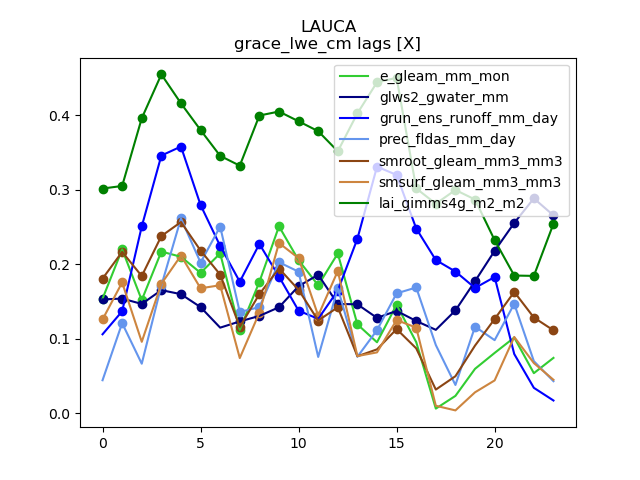 LAUCA
grace_lwe_cm lags [X]
e_gleam_mm_mon
glws2_gwater_mm
grun_ens_runoff_mm_day
prec_fldas_mm_day
smroot_gleam_mm3_mm3
smsurf_gleam_mm3_mm3
lai_gimms4g_m2_m2
0.4
0.3
0.2
0.1
0.0
0
5
10
15
20